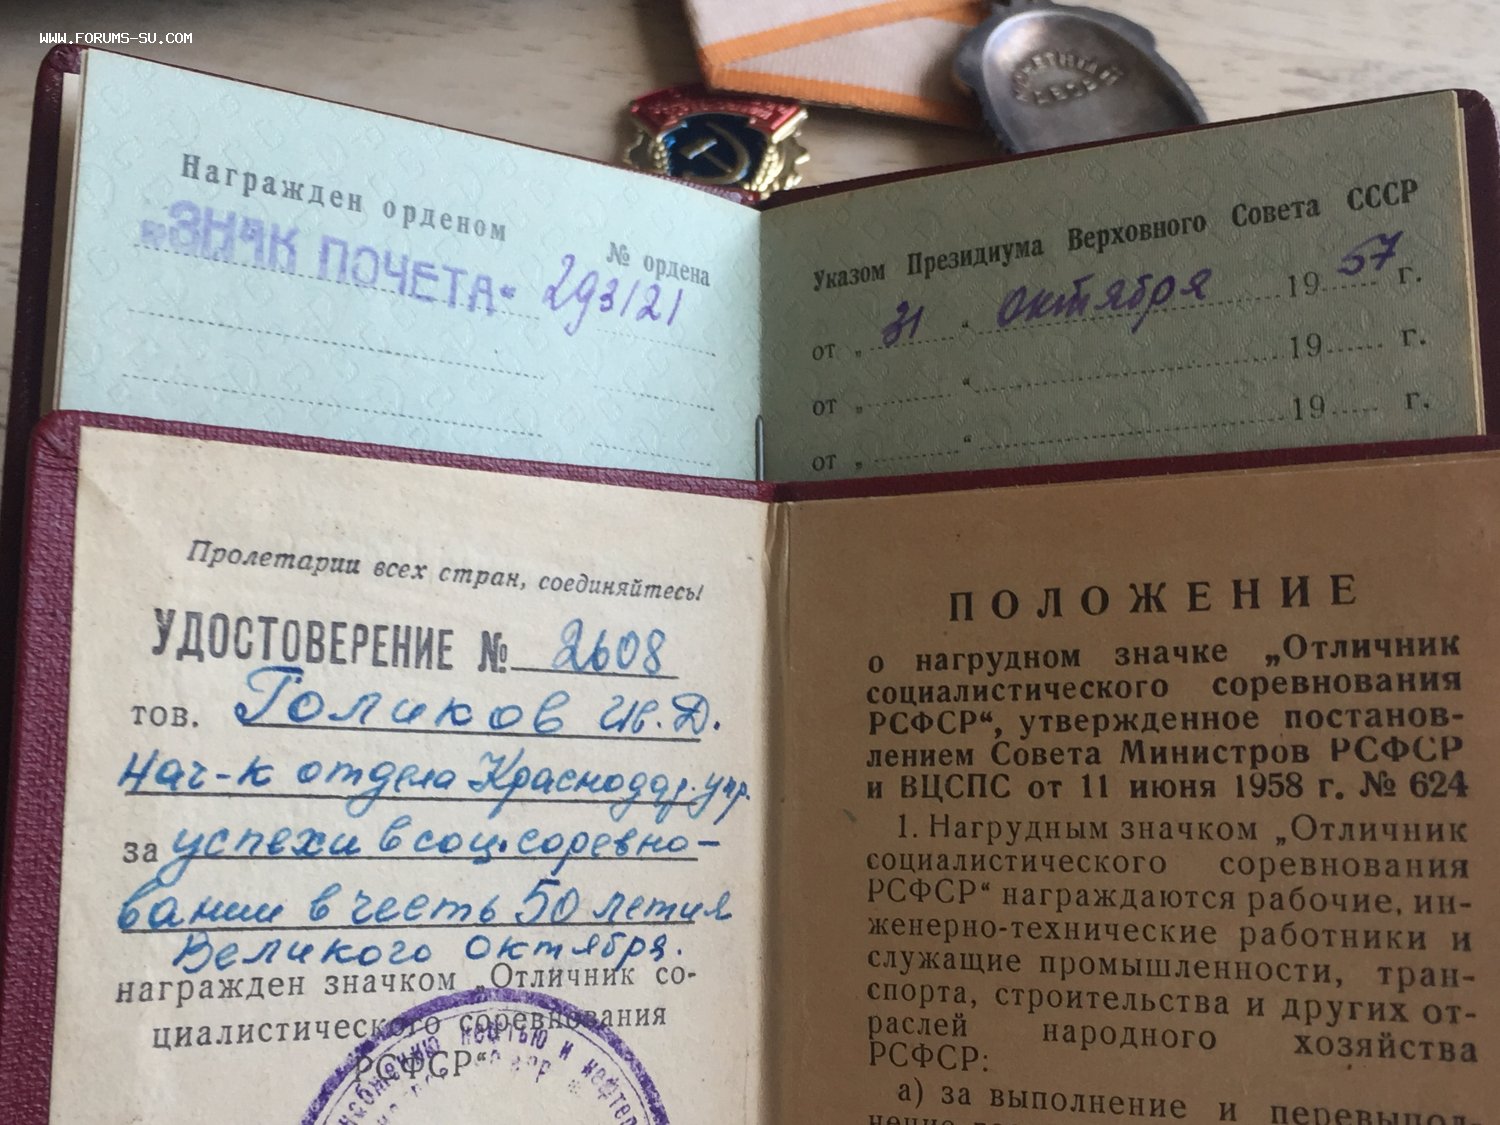 WWW.FORUMS-SU.COM
Награжден орденом
№ ордена
„ЗНАК ПОЧЕТА“ 293121
Указом Президиума Верховного Совета СССР
от „ 31 “ октября 19 57 г.
от „ “ 19 г.
от „ “ 19 г.
Пролетарии всех стран, соединяйтесь!
УДОСТОВЕРЕНИЕ № 2608
тов. Голиков Ив. Д.
Нач-к отдела Краснодар. упр.
за успехи в соц. соревно-
вании в честь 50 летия
Великого октября.
награжден значком „Отличник со-
циалистического соревнования
РСФСР“
нефтью и
ПОЛОЖЕНИЕ
о нагрудном значке „Отличник
социалистического соревнования
РСФСР“, утвержденное постанов-
лением Совета Министров РСФСР
и ВЦСПС от 11 июня 1958 г. № 624
1. Нагрудным значком „Отличник
социалистического соревнования
РСФСР“ награждаются рабочие, ин-
женерно-технические работники и
служащие промышленности, тран-
спорта, строительства и других от-
раслей народного хозяйства
РСФСР:
а) за выполнение и перевыпол-